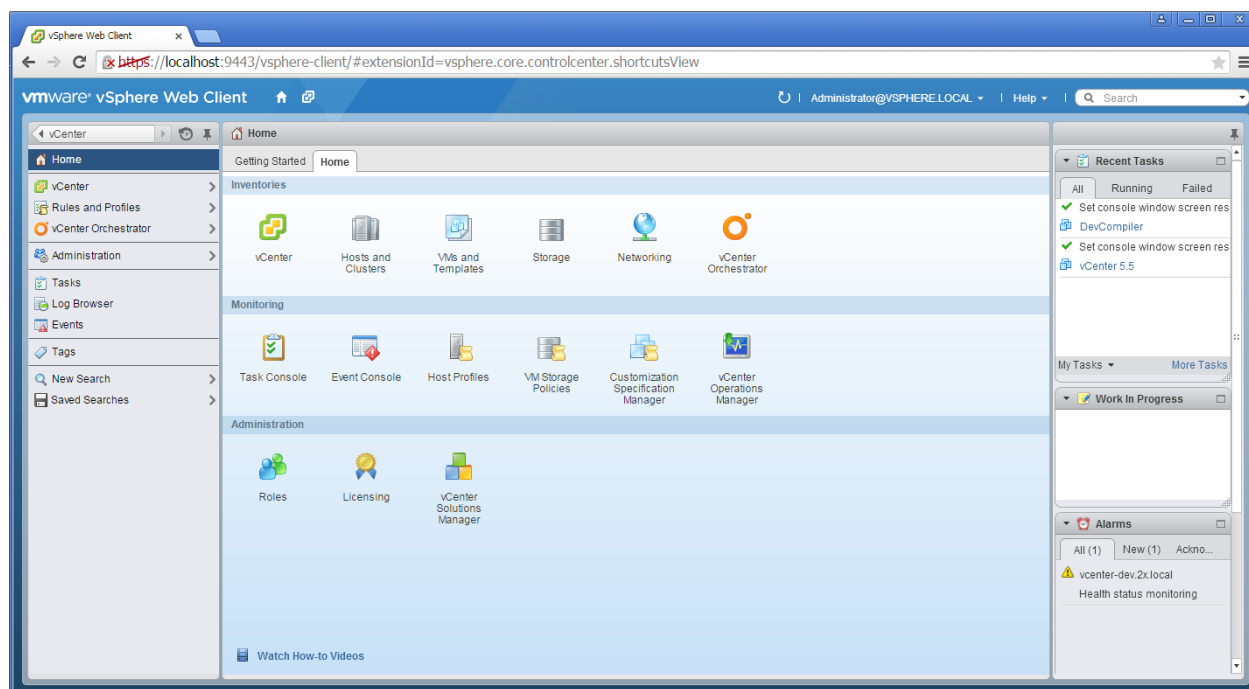 vSphere Web Client
https://localhost:9443/vsphere-client/#extensionId=vsphere.core.controlcenter.shortcutsView
vmware® vSphere Web Client
Administrator@VSPHERE.LOCAL
Help
Search
vCenter
Home
vCenter
Rules and Profiles
vCenter Orchestrator
Administration
Tasks
Log Browser
Events
Tags
New Search
Saved Searches
Home
Getting Started
Home
Inventories
vCenter
Hosts and
Clusters
VMs and
Templates
Storage
Networking
vCenter
Orchestrator
Monitoring
Task Console
Event Console
Host Profiles
VM Storage
Policies
Customization
Specification
Manager
vCenter
Operations
Manager
Administration
Roles
Licensing
vCenter
Solutions
Manager
Watch How-to Videos
Recent Tasks
All
Running
Failed
Set console window screen res
DevCompiler
Set console window screen res
vCenter 5.5
My Tasks
More Tasks
Work In Progress
Alarms
All (1)
New (1)
Ackno...
vcenter-dev.2x.local
Health status monitoring